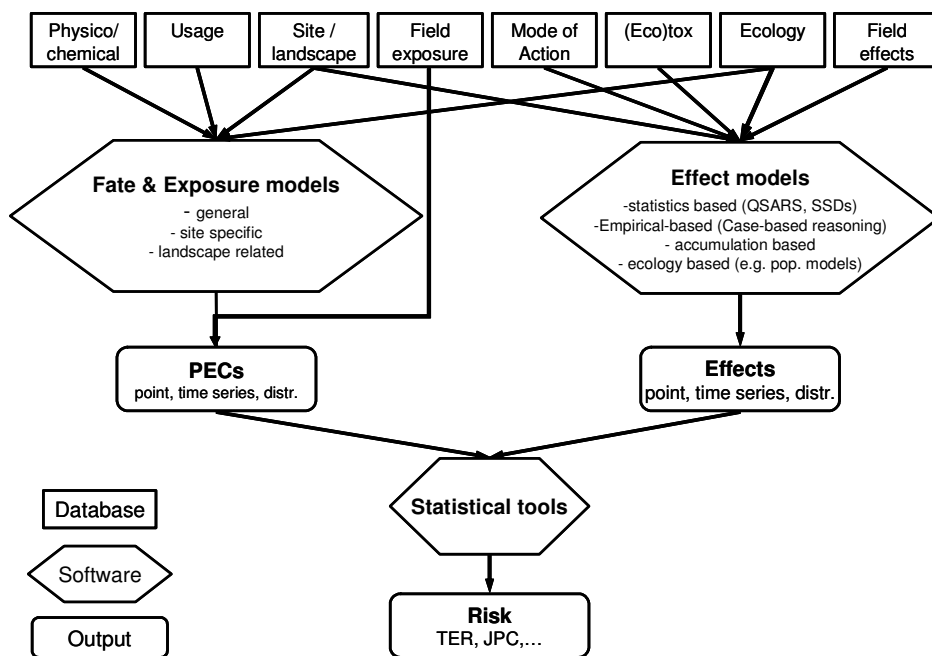 Physico/
chemical
Usage
Site /
landscape
Field
exposure
Mode of
Action
(Eco)tox
Ecology
Field
effects
Fate & Exposure models
- general
- site specific
- landscape related
Effect models
-statistics based (QSARS, SSDs)
-Empirical-based (Case-based reasoning)
- accumulation based
- ecology based (e.g. pop. models)
PECs
point, time series, distr.
Effects
point, time series, distr.
Statistical tools
Risk
TER, JPC,...
Database
Software
Output